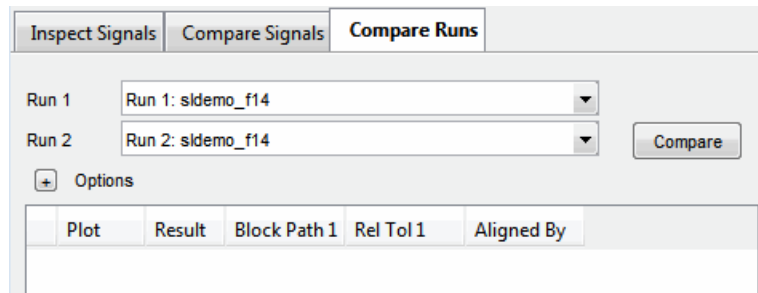 Inspect Signals Compare Signals Compare Runs
Run 1 Run 1: sldemo_f14
Run 2 Run 2: sldemo_f14 Compare
+ Options
Plot Result Block Path 1 Rel Tol 1 Aligned By